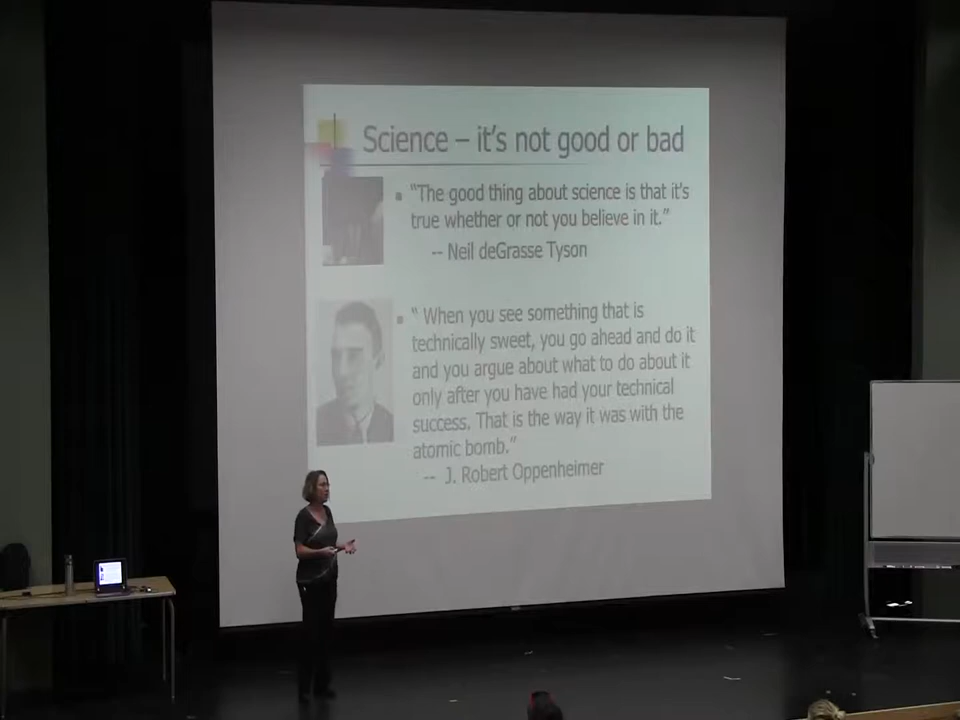 Science – it's not good or bad
"The good thing about science is that it's
true whether or not you believe in it."
-- Neil deGrasse Tyson
" When you see something that is
technically sweet, you go ahead and do it
and you argue about what to do about it
only after you have had your technical
success. That is the way it was with the
atomic bomb."
-- J. Robert Oppenheimer